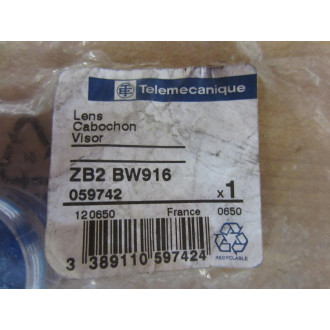 Telemecanique
Lens
Cabochon
Visor
ZB2 BW916
059742 x1
120650 France 0650
3 389110 597424
RECYCLABLE